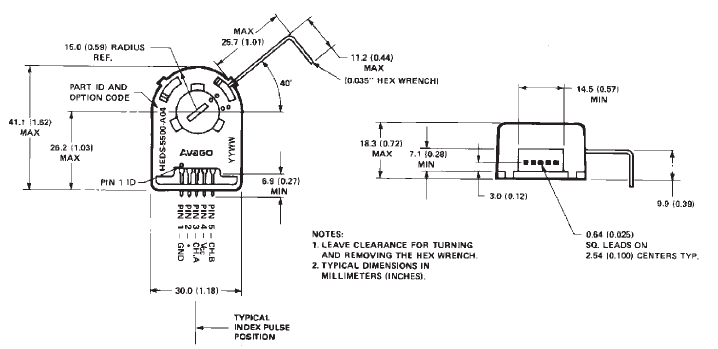 MAX
25.7 (1.01)
15.0 (0.59) RADIUS
REF.
11.2 (0.44)
MAX
(0.035" HEX WRENCH)
PART ID AND
OPTION CODE
40°
41.1 (1.62)
MAX
26.2 (1.03)
MAX
HEDS-5500-A04
AVAGO
YYWW
PIN 1 ID
6.9 (0.27)
MIN
PIN 1 – GND
PIN 2 – *
PIN 3 – CH.A
PIN 4 – VCC
PIN 5 – CH.B
30.0 (1.18)
TYPICAL
INDEX PULSE
POSITION
14.5 (0.57)
MIN
18.3 (0.72)
MAX
7.1 (0.28)
MIN
3.0 (0.12)
9.9 (0.39)
0.64 (0.025)
SQ. LEADS ON
2.54 (0.100) CENTERS TYP.
NOTES:
1. LEAVE CLEARANCE FOR TURNING
AND REMOVING THE HEX WRENCH.
2. TYPICAL DIMENSIONS IN
MILLIMETERS (INCHES).